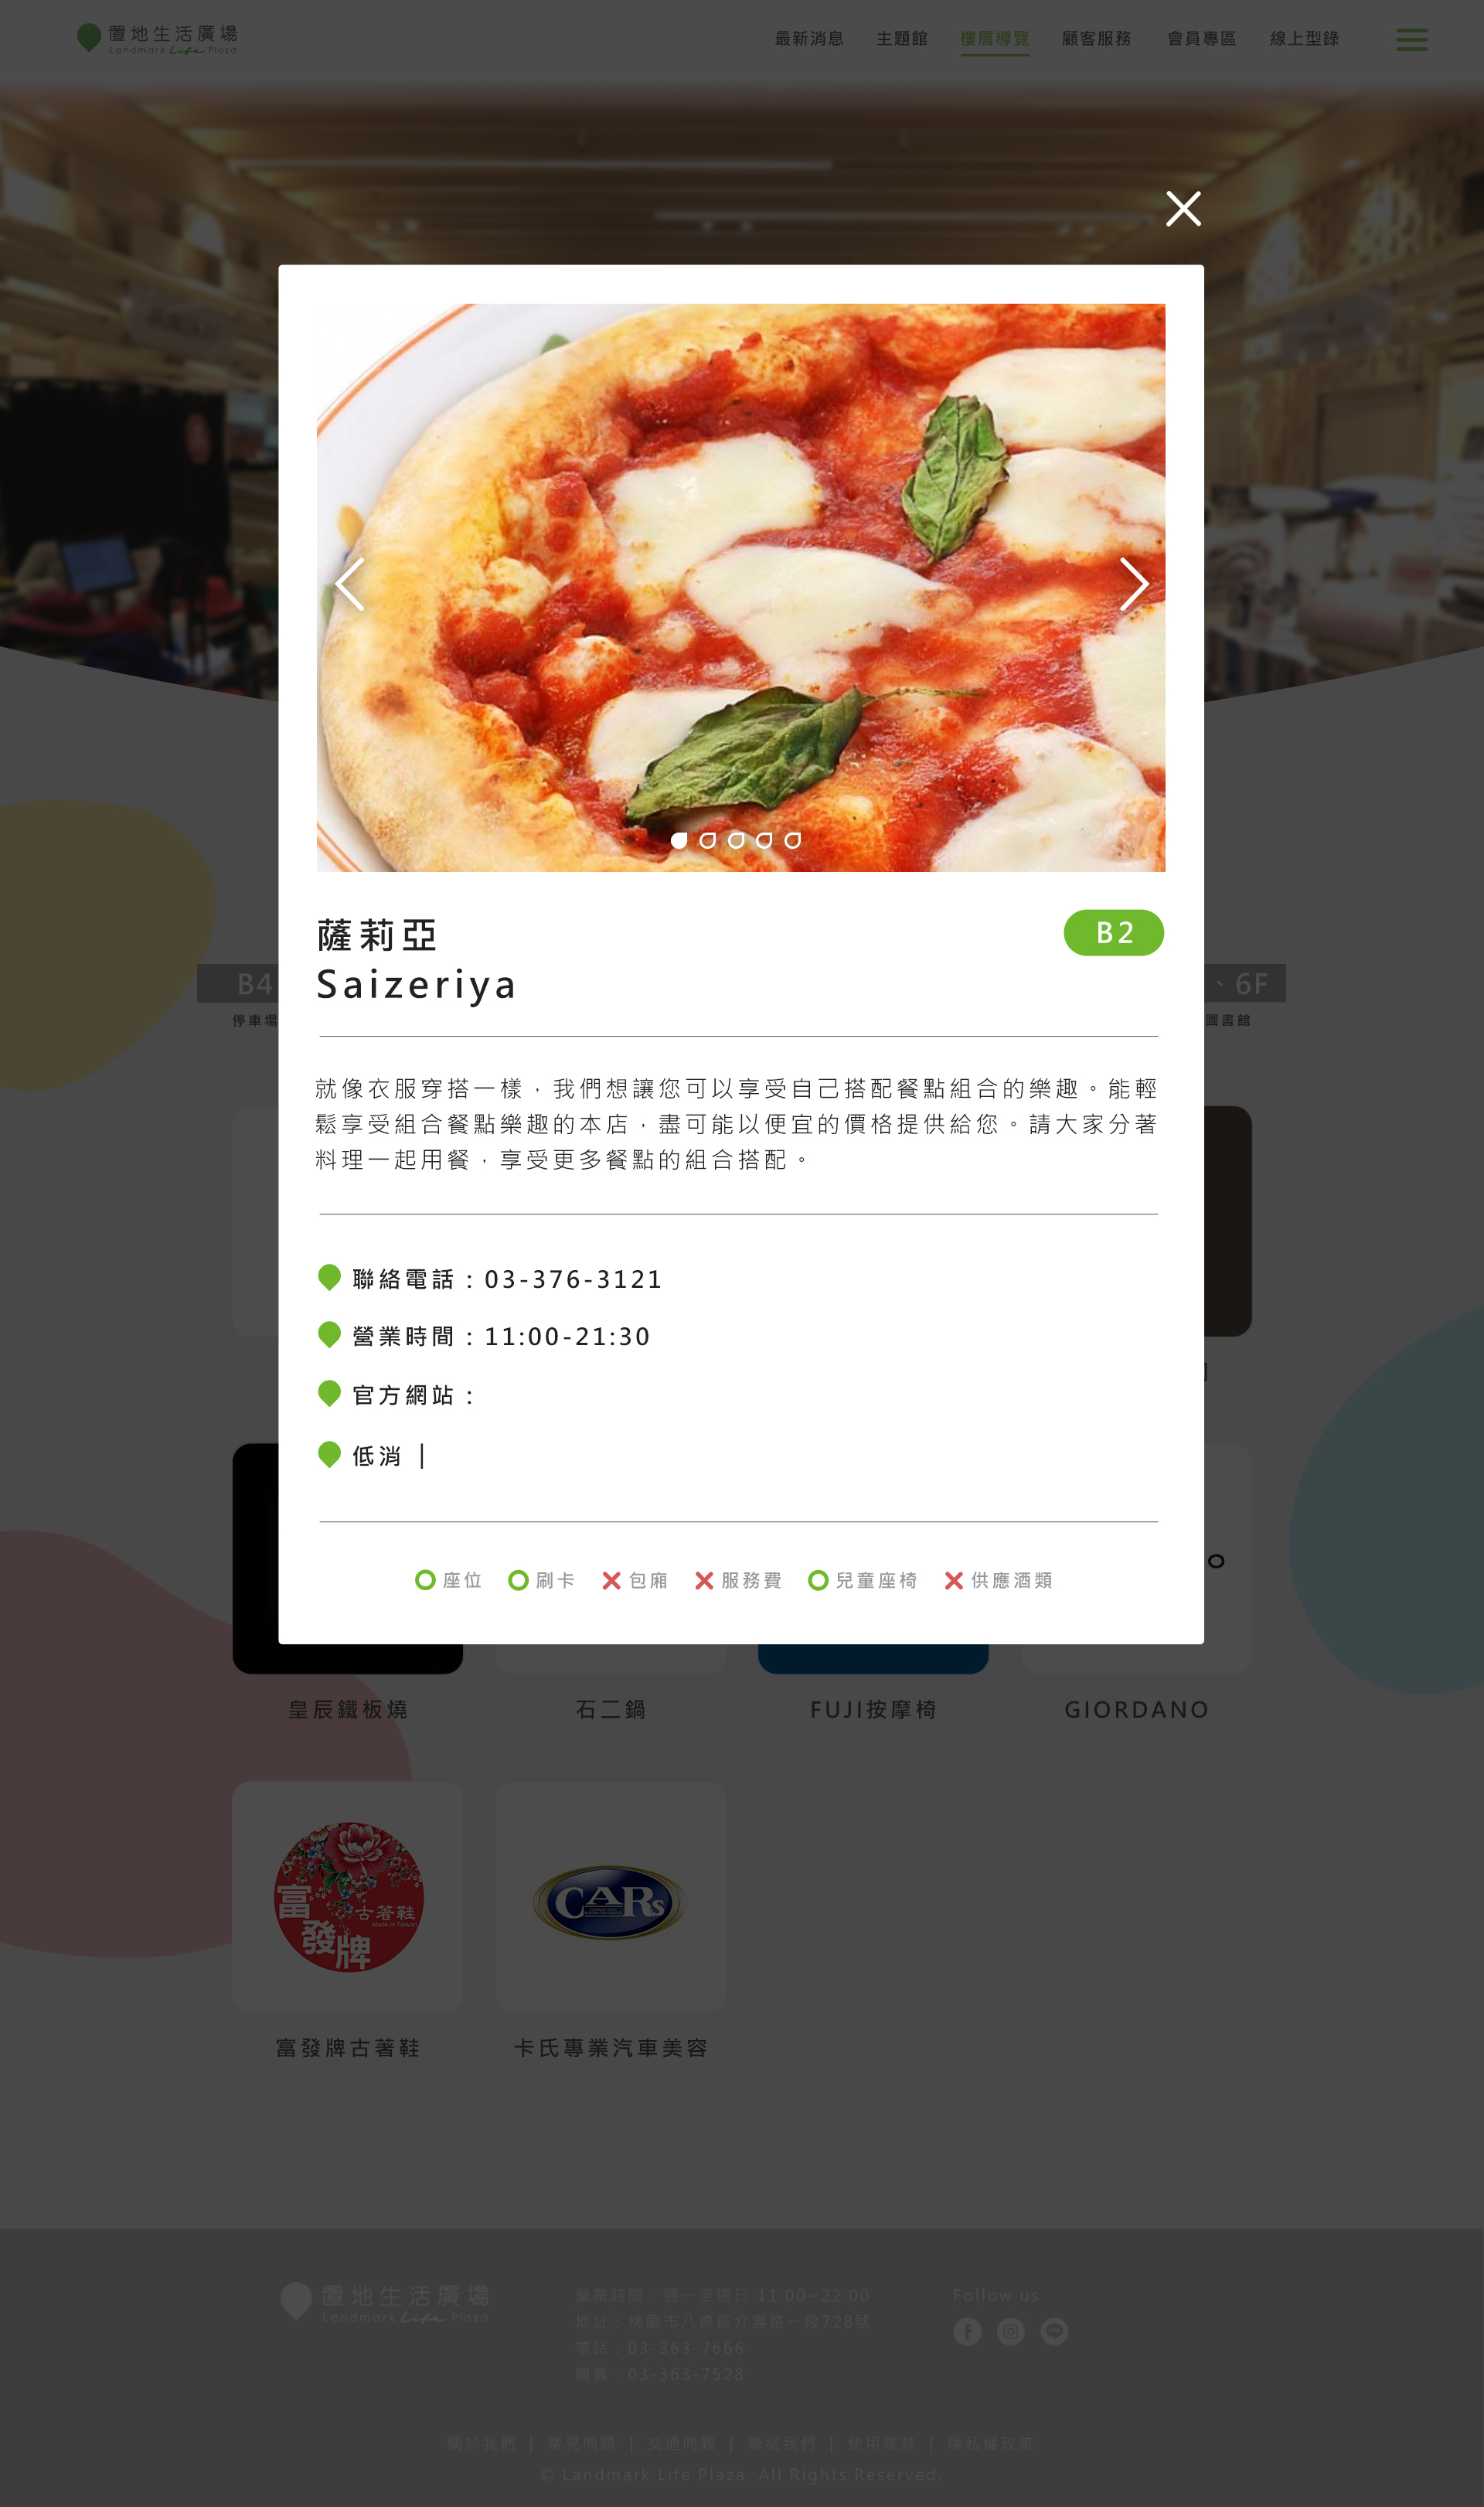 置地生活廣場
Landmark Life Plaza
最新消息 主題館 樓層導覽 顧客服務 會員專區 線上型錄
薩莉亞
Saizeriya
B2
B4
停車場
、6F
圖書館
就像衣服穿搭一樣，我們想讓您可以享受自己搭配餐點組合的樂趣。能輕
鬆享受組合餐點樂趣的本店，盡可能以便宜的價格提供給您。請大家分著
料理一起用餐，享受更多餐點的組合搭配。
聯絡電話：03-376-3121
營業時間：11:00-21:30
官方網站：
低消 |
座位 刷卡 包廂 服務費 兒童座椅 供應酒類
皇辰鐵板燒 石二鍋 FUJI按摩椅 GIORDANO
富發牌
古著鞋
Made in Taiwan
CARs
富發牌古著鞋 卡氏專業汽車美容
置地生活廣場
Landmark Life Plaza
營業時間：週一至週日 11:00~22:00
地址：桃園市八德區介壽路一段728號
電話：03-363-7666
傳真：03-363-7528
Follow us
關於我們 | 常見問題 | 交通問題 | 聯絡我們 | 使用條款 | 隱私權政策
© Landmark Life Plaza. All Rights Reserved.